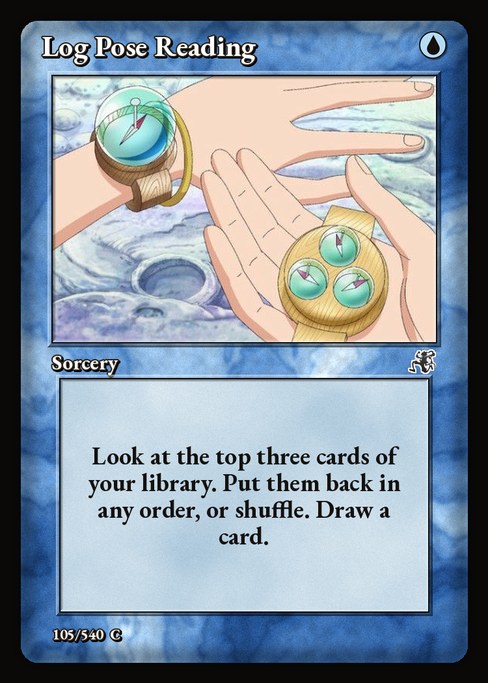 Log Pose Reading
Sorcery
Look at the top three cards of
your library. Put them back in
any order, or shuffle. Draw a
card.
105/540 C